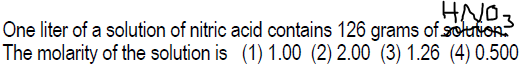 HNO3
One liter of a solution of nitric acid contains 126 grams of solution.
The molarity of the solution is (1) 1.00 (2) 2.00 (3) 1.26 (4) 0.500